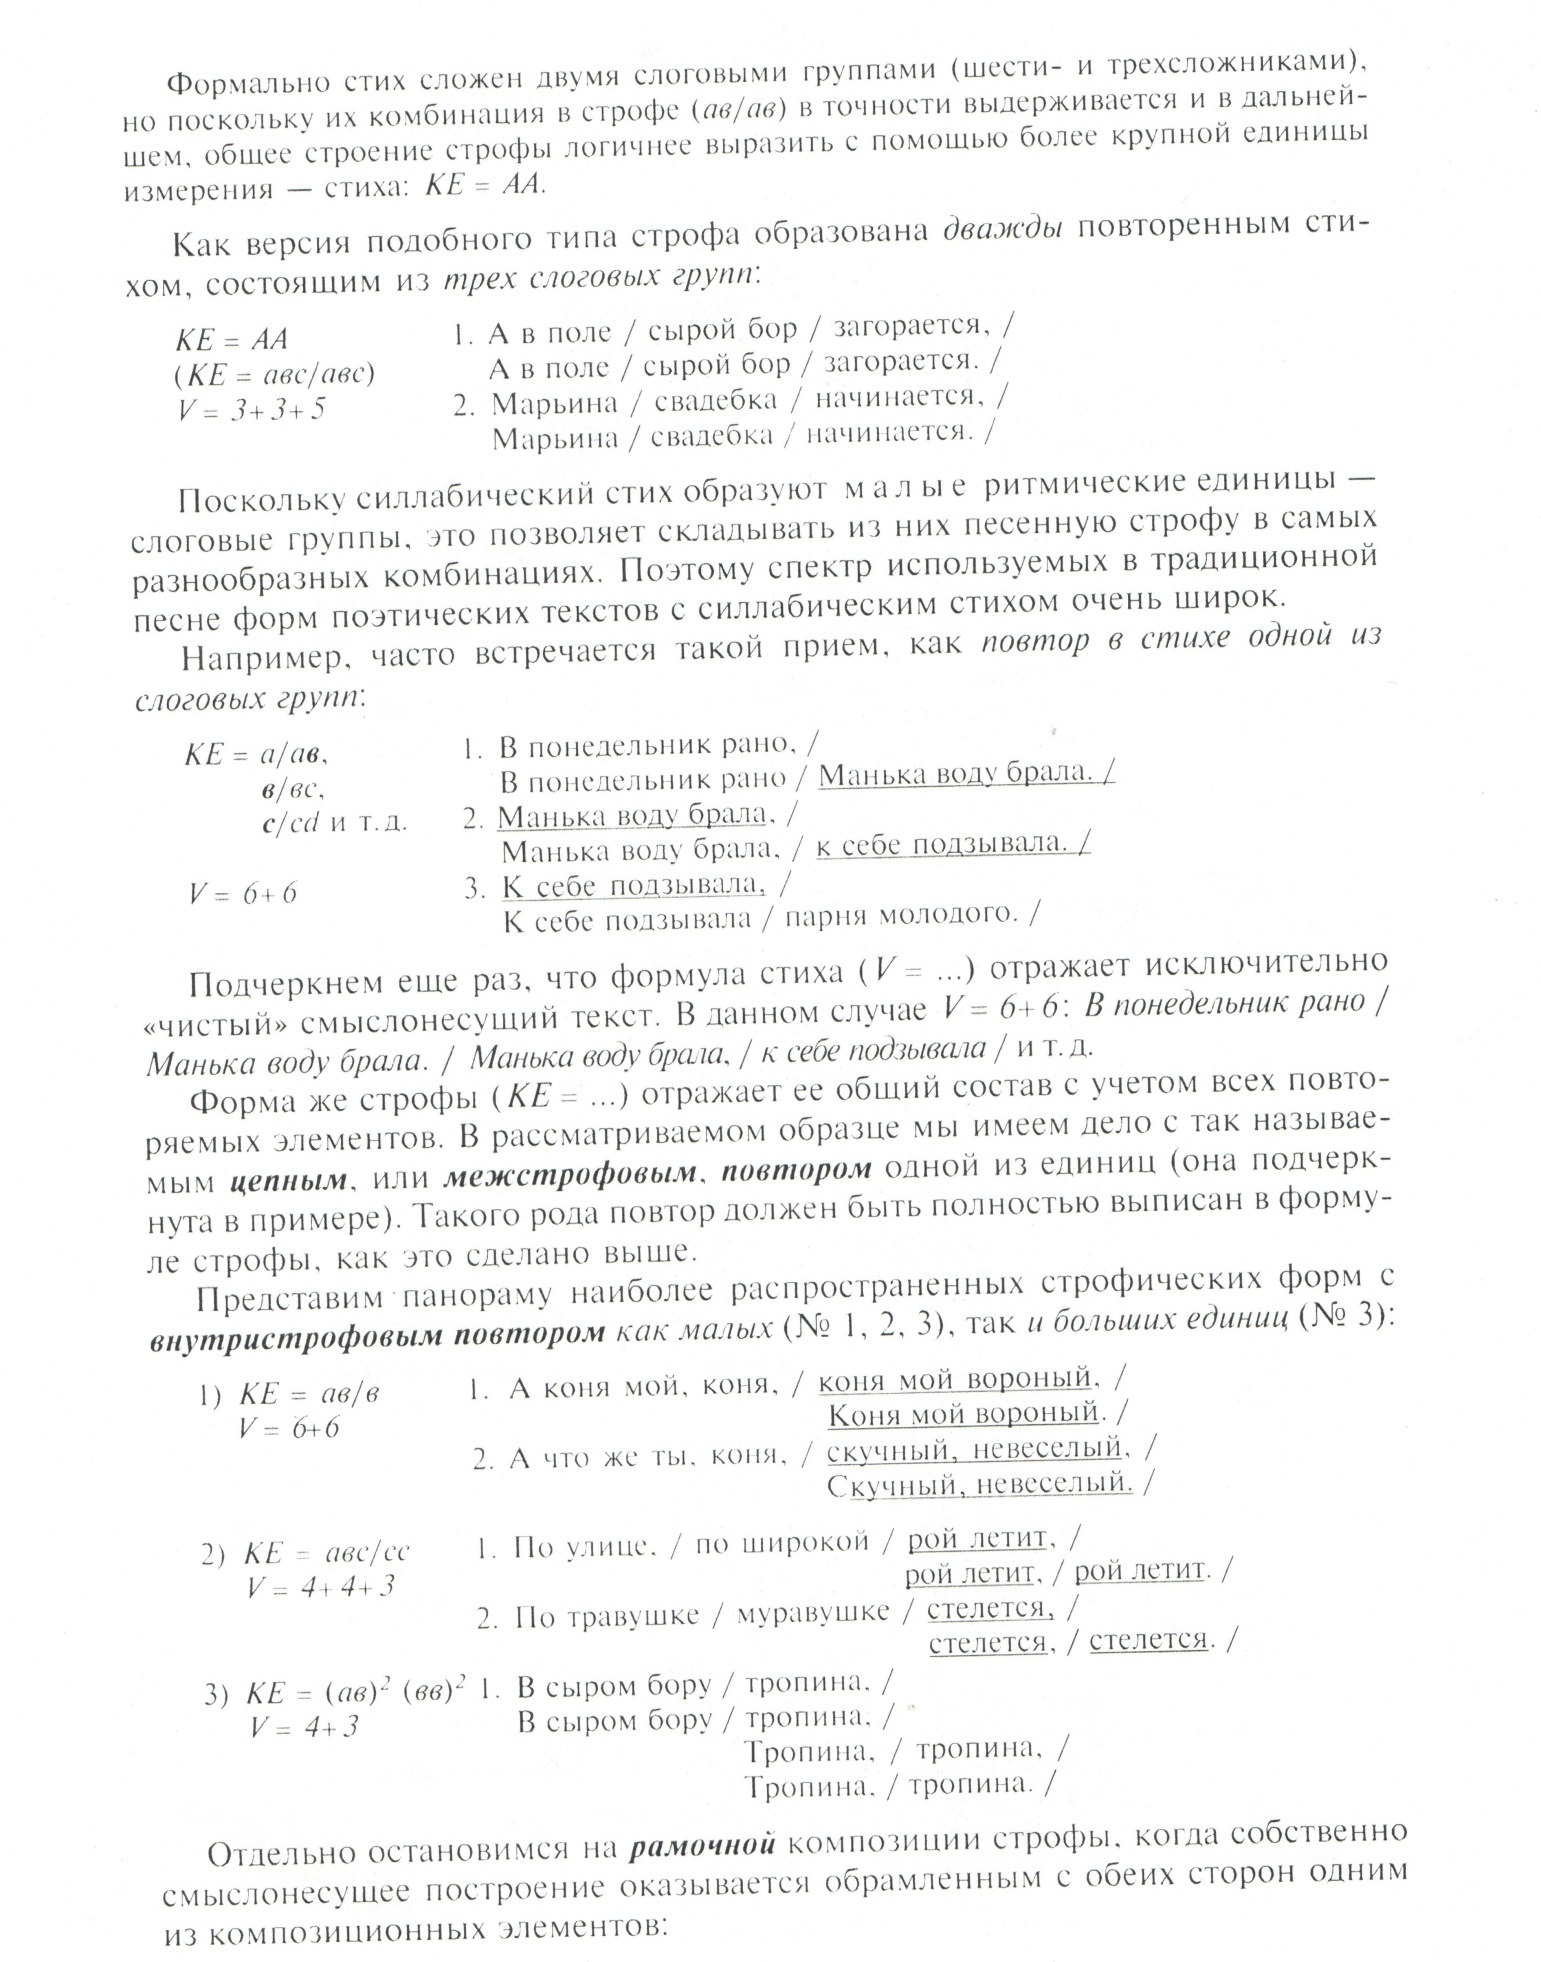 Формально стих сложен двумя слоговыми группами (шести- и трехсложниками),
но поскольку их комбинация в строфе (ав/ав) в точности выдерживается и в дальней-
шем, общее строение строфы логичнее выразить с помощью более крупной единицы
измерения — стиха: КЕ = АА.
Как версия подобного типа строфа образована дважды повторенным сти-
хом, состоящим из трех слоговых групп:
КЕ = АА 1. А в поле / сырой бор / загорается, /
(КЕ = авс/авс) А в поле / сырой бор / загорается. /
V = 3+3+5 2. Марьина / свадебка / начинается, /
Марьина / свадебка / начинается. /
Поскольку силлабический стих образуют м а л ы е ритмические единицы —
слоговые группы, это позволяет складывать из них песенную строфу в самых
разнообразных комбинациях. Поэтому спектр используемых в традиционной
песне форм поэтических текстов с силлабическим стихом очень широк.
Например, часто встречается такой прием, как повтор в стихе одной из
слоговых групп:
КЕ = а/ав, 1. В понедельник рано, /
в/вс, В понедельник рано / Манька воду брала. /
с/cd и т.д. 2. Манька воду брала, /
Манька воду брала, / к себе подзывала. /
V = 6+6 3. К себе подзывала, /
К себе подзывала / парня молодого. /
Подчеркнем еще раз, что формула стиха (V = ...) отражает исключительно
«чистый» смыслонесущий текст. В данном случае V = 6+6: В понедельник рано /
Манька воду брала. / Манька воду брала, / к себе подзывала / и т.д.
Форма же строфы (КЕ = ...) отражает ее общий состав с учетом всех повто-
ряемых элементов. В рассматриваемом образце мы имеем дело с так называе-
мым цепным, или межстрофовым, повтором одной из единиц (она подчерк-
нута в примере). Такого рода повтор должен быть полностью выписан в форму-
ле строфы, как это сделано выше.
Представим панораму наиболее распространенных строфических форм с
внутристрофовым повтором как малых (№ 1, 2, 3), так и больших единиц (№ 3):
1) КЕ = ав/в 1. А коня мой, коня, / коня мой вороный, /
V = 6+6 Коня мой вороный. /
2. А что же ты, коня, / скучный, невеселый, /
Скучный, невеселый. /
2) КЕ = авс/сс 1. По улице, / по широкой / рой летит, /
V = 4+4+3 рой летит, / рой летит. /
2. По травушке / муравушке / стелется, /
стелется, / стелется. /
3) КЕ = (ав)² (вв)² 1. В сыром бору / тропина, /
V = 4+3 В сыром бору / тропина, /
Тропина, / тропина, /
Тропина, / тропина. /
Отдельно остановимся на рамочной композиции строфы, когда собственно
смыслонесущее построение оказывается обрамленным с обеих сторон одним
из композиционных элементов: